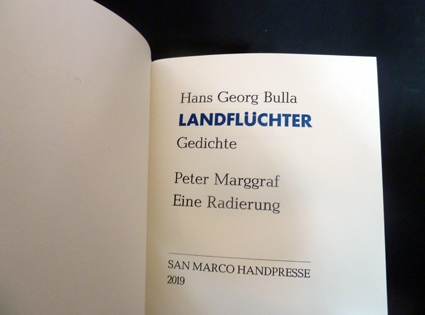 Hans Georg Bulla
LANDFLÜCHTER
Gedichte
Peter Marggraf
Eine Radierung
SAN MARCO HANDPRESSE
2019